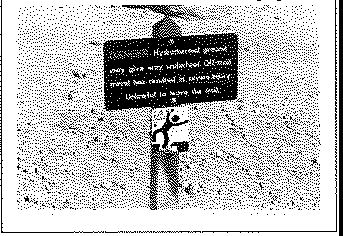 Hydrothermal ground
may give way underfoot. Off-trail
travel has resulted in severe injury.
Unlawful to leave the trail.